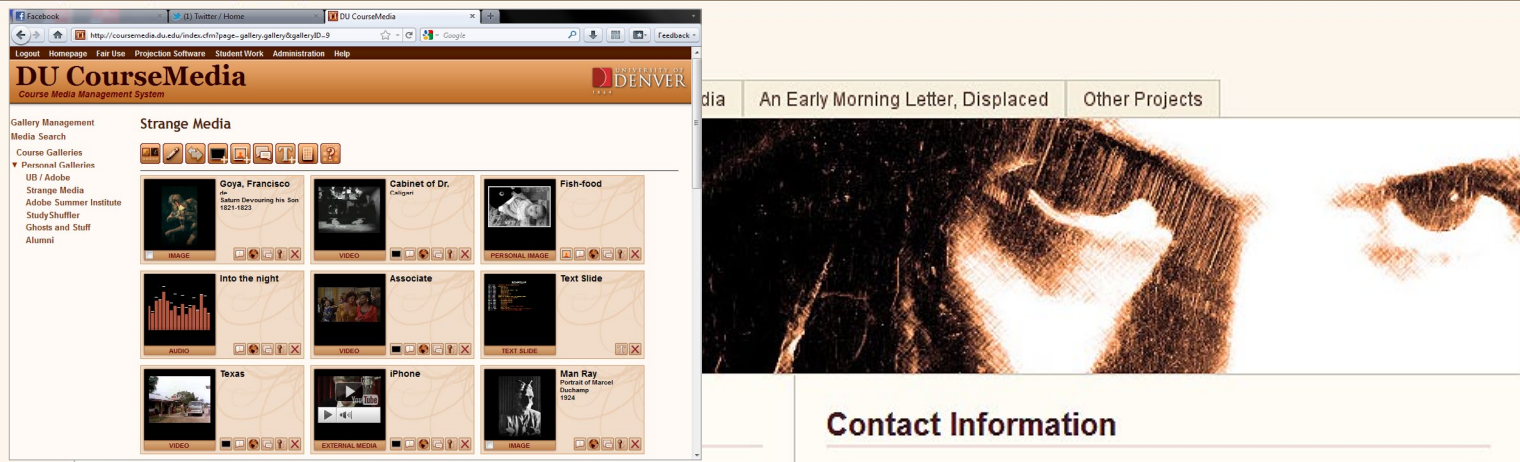 Facebook
(1) Twitter / Home
DU CourseMedia
http://coursemedia.du.edu/index.cfm?page=gallery.gallery&galleryID=9
Google
Feedback
Logout Homepage Fair Use Projection Software Student Work Administration Help
DU CourseMedia
Course Media Management System
UNIVERSITY OF
DENVER
1864
Gallery Management
Media Search
Course Galleries
Personal Galleries
UB / Adobe
Strange Media
Adobe Summer Institute
StudyShuffler
Ghosts and Stuff
Alumni
Strange Media
Goya, Francisco
de
Saturn Devouring his Son
1821-1823
IMAGE
Cabinet of Dr.
Caligari
VIDEO
Fish-food
PERSONAL IMAGE
Into the night
AUDIO
Associate
VIDEO
Text Slide
TEXT SLIDE
Texas
VIDEO
iPhone
YouTube
EXTERNAL MEDIA
Man Ray
Portrait of Marcel
Duchamp
1924
IMAGE
dia
An Early Morning Letter, Displaced
Other Projects
Contact Information